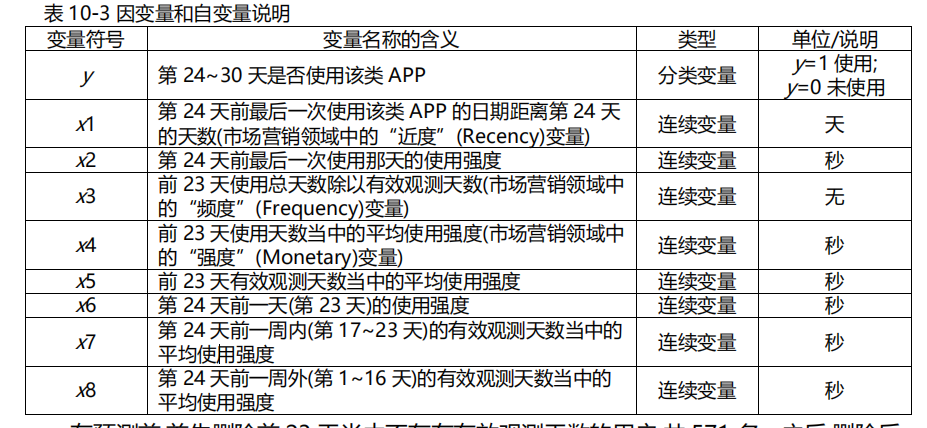 表 10-3 因变量和自变量说明
变量符号 变量名称的含义 类型 单位/说明
y 第 24~30 天是否使用该类 APP 分类变量 y=1 使用;
y=0 未使用
x1 第 24 天前最后一次使用该类 APP 的日期距离第 24 天
的天数(市场营销领域中的“近度”(Recency)变量) 连续变量 天
x2 第 24 天前最后一次使用那天的使用强度 连续变量 秒
x3 前 23 天使用总天数除以有效观测天数(市场营销领域中
的“频度”(Frequency)变量) 连续变量 无
x4 前 23 天使用天数当中的平均使用强度(市场营销领域中
的“强度”(Monetary)变量) 连续变量 秒
x5 前 23 天有效观测天数当中的平均使用强度 连续变量 秒
x6 第 24 天前一天(第 23 天)的使用强度 连续变量 秒
x7 第 24 天前一周内(第 17~23 天)的有效观测天数当中的
平均使用强度 连续变量 秒
x8 第 24 天前一周外(第 1~16 天)的有效观测天数当中的
平均使用强度 连续变量 秒